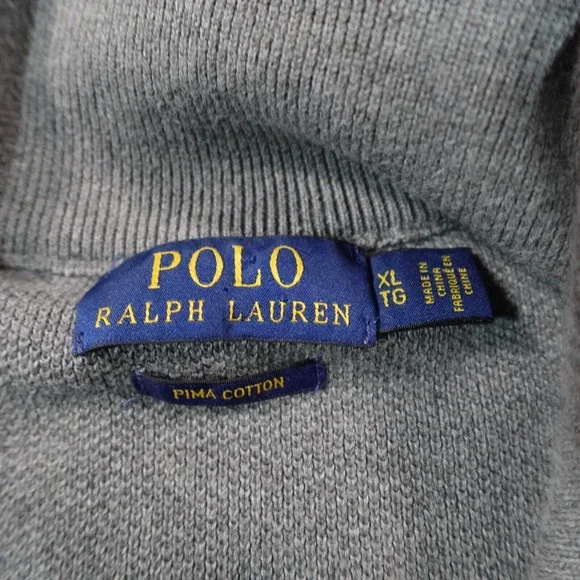 POLO
RALPH LAUREN
XL
TG
MADE IN
CHINA
FABRIQUÉ EN
CHINE
PIMA COTTON